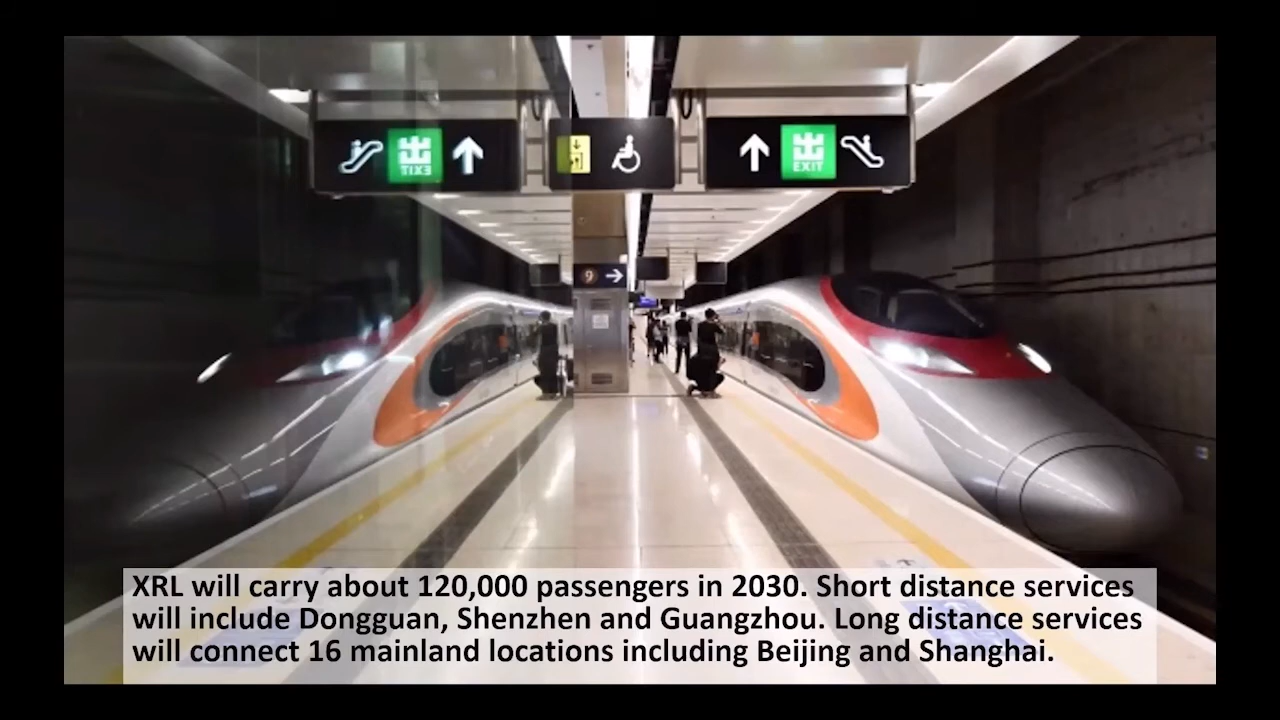 出
EXIT
出
EXIT
9
XRL will carry about 120,000 passengers in 2030. Short distance services
will include Dongguan, Shenzhen and Guangzhou. Long distance services
will connect 16 mainland locations including Beijing and Shanghai.